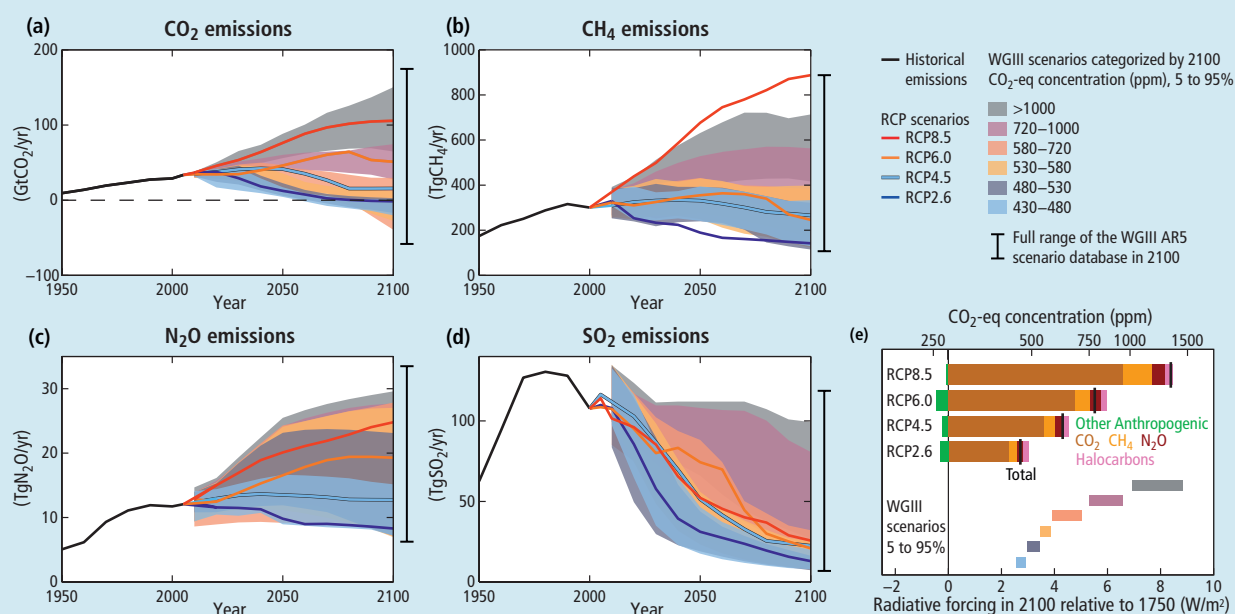 (a) CO₂ emissions
200
100
0
−100
(GtCO₂/yr)
1950 2000 2050 2100
Year
(b) CH₄ emissions
1000
800
600
400
200
0
(TgCH₄/yr)
1950 2000 2050 2100
Year
Historical
emissions
RCP scenarios
RCP8.5
RCP6.0
RCP4.5
RCP2.6
WGIII scenarios categorized by 2100
CO₂-eq concentration (ppm), 5 to 95%
>1000
720–1000
580–720
530–580
480–530
430–480
Full range of the WGIII AR5
scenario database in 2100
(c) N₂O emissions
30
20
10
0
(TgN₂O/yr)
1950 2000 2050 2100
Year
(d) SO₂ emissions
100
50
0
(TgSO₂/yr)
1950 2000 2050 2100
Year
CO₂-eq concentration (ppm)
(e) 250 500 750 1000 1500
RCP8.5
RCP6.0
RCP4.5
RCP2.6
Other Anthropogenic
CO₂ CH₄ N₂O
Halocarbons
Total
WGIII
scenarios
5 to 95%
−2 0 2 4 6 8 10
Radiative forcing in 2100 relative to 1750 (W/m²)